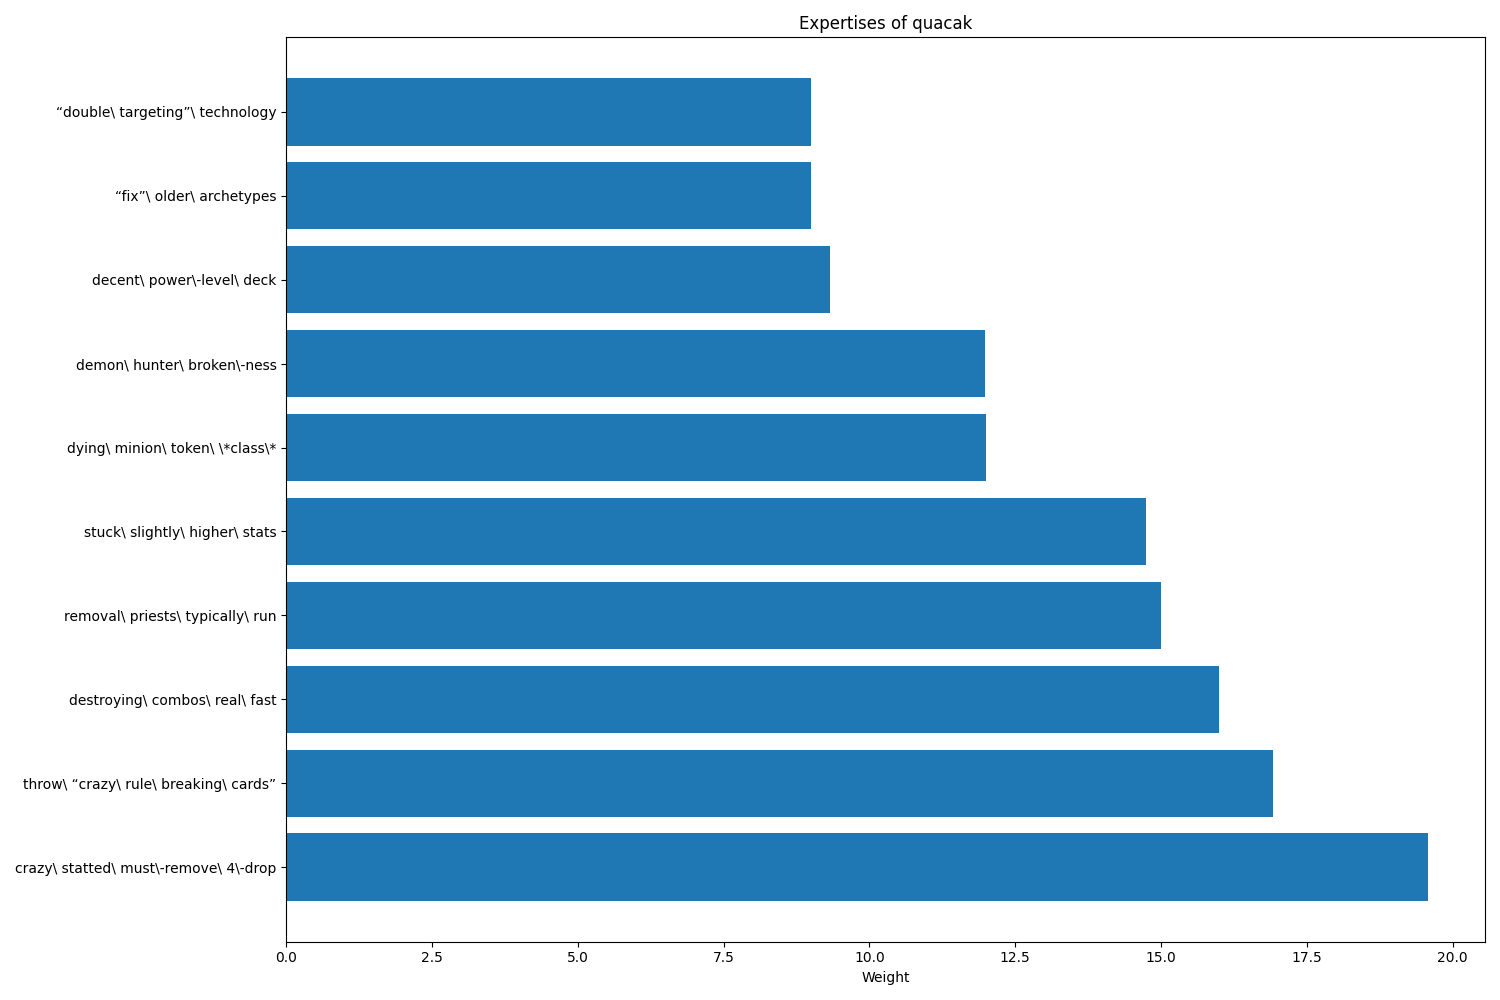 Expertises of quacak
“double\ targeting”\ technology
“fix”\ older\ archetypes
decent\ power\-level\ deck
demon\ hunter\ broken\-ness
dying\ minion\ token\ \*class\*
stuck\ slightly\ higher\ stats
removal\ priests\ typically\ run
destroying\ combos\ real\ fast
throw\ “crazy\ rule\ breaking\ cards”
crazy\ statted\ must\-remove\ 4\-drop
0.0 2.5 5.0 7.5 10.0 12.5 15.0 17.5 20.0
Weight